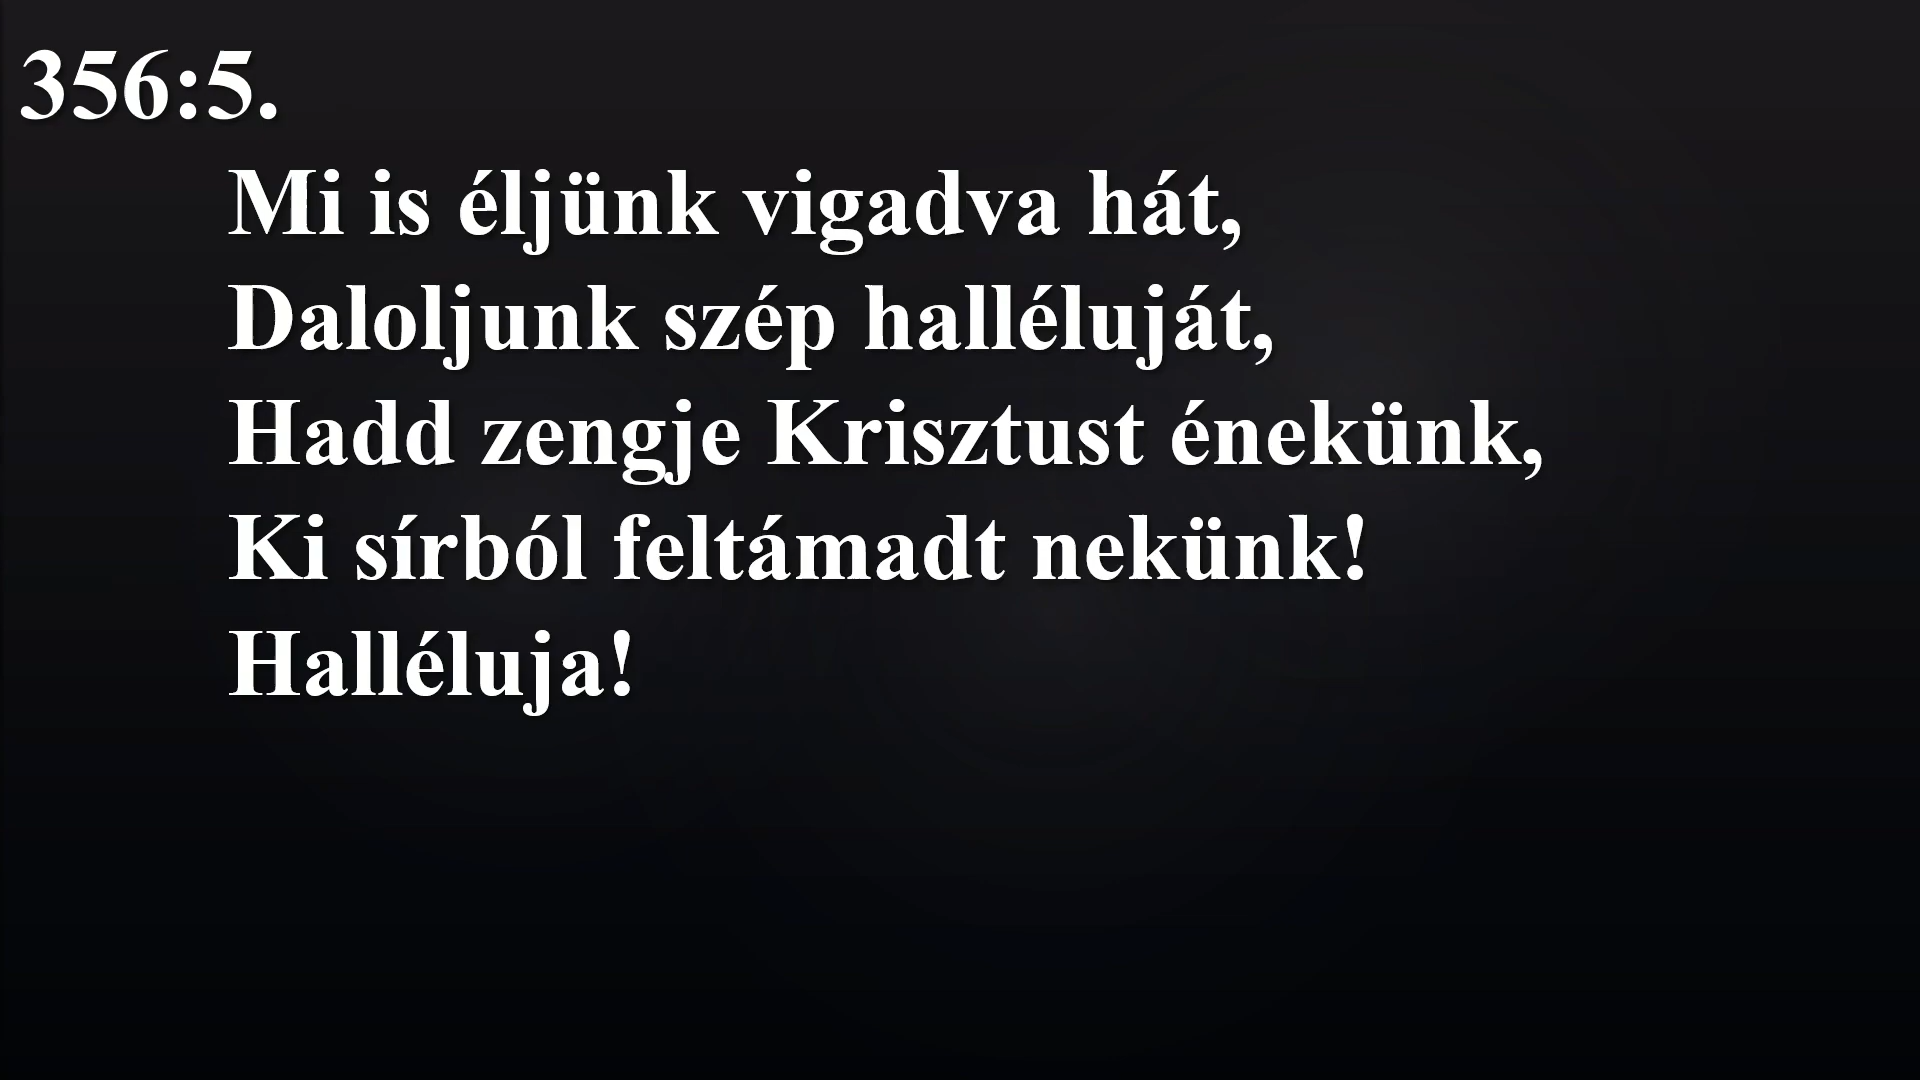 356:5.
Mi is éljünk vigadva hát,
Daloljunk szép halléluját,
Hadd zengje Krisztust énekünk,
Ki sírból feltámadt nekünk!
Halléluja!